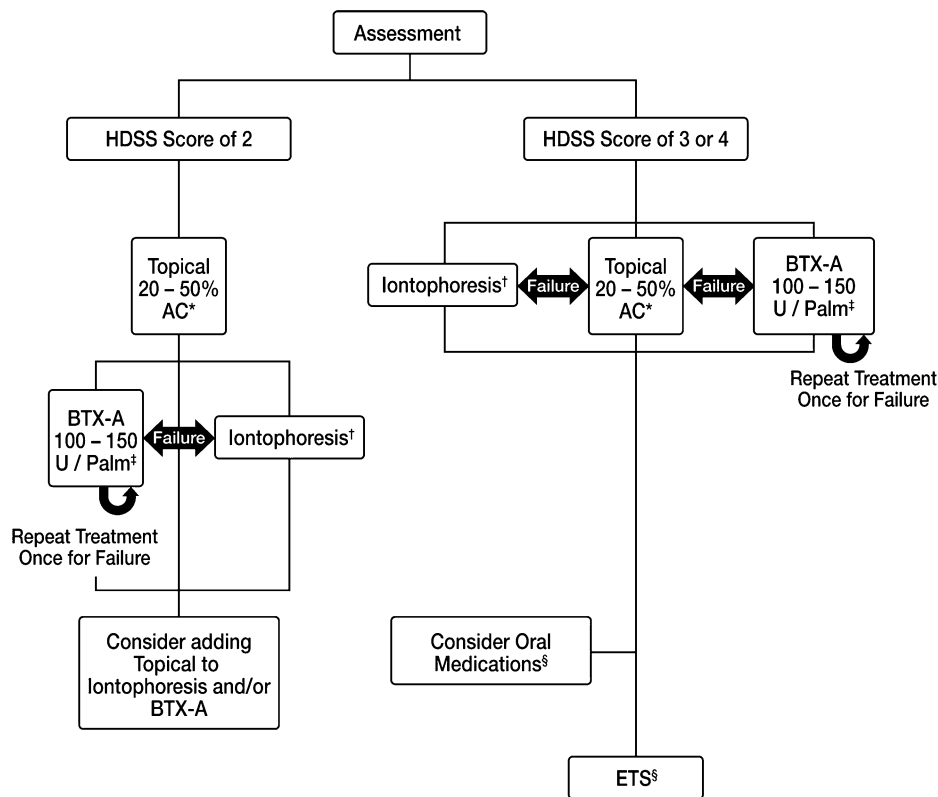 Assessment
HDSS Score of 2
HDSS Score of 3 or 4
Topical
20 – 50%
AC*
Iontophoresis†
Failure
Topical
20 – 50%
AC*
Failure
BTX-A
100 – 150
U / Palm‡
Repeat Treatment
Once for Failure
BTX-A
100 – 150
U / Palm‡
Failure
Iontophoresis†
Repeat Treatment
Once for Failure
Consider adding
Topical to
Iontophoresis and/or
BTX-A
Consider Oral
Medications§
ETS§